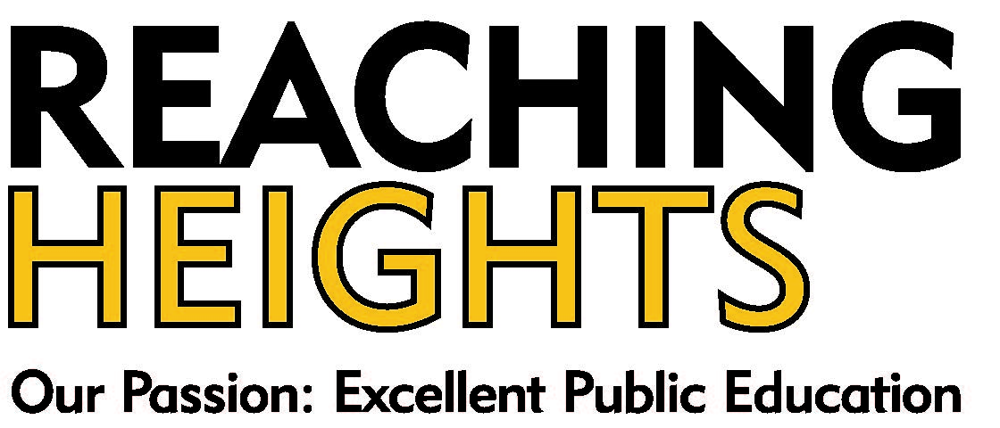 REACHING
HEIGHTS
Our Passion: Excellent Public Education